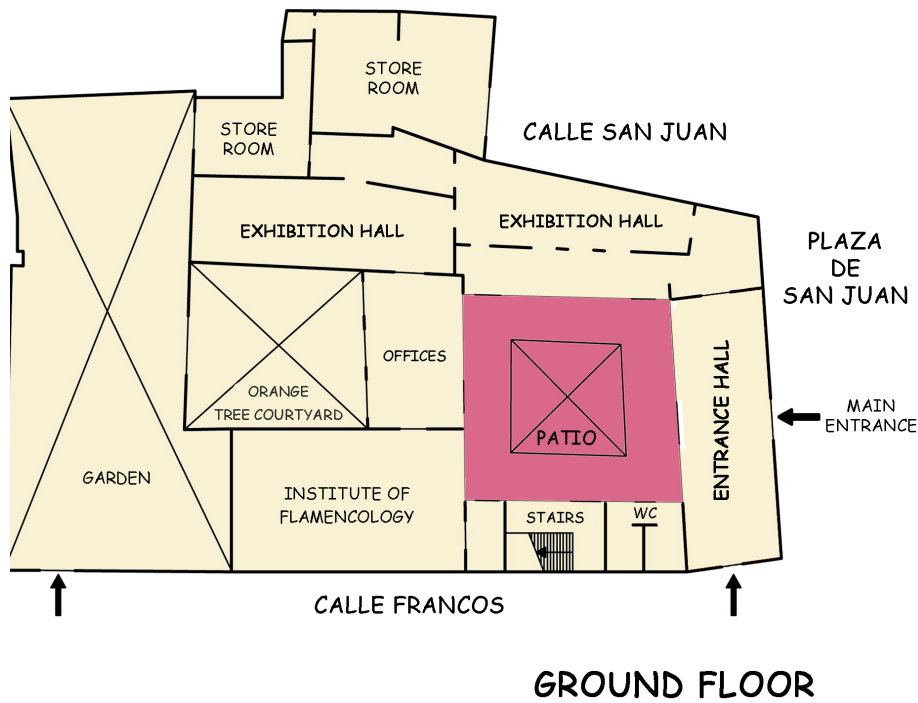 STORE
ROOM
STORE
ROOM
CALLE SAN JUAN
EXHIBITION HALL
EXHIBITION HALL
PLAZA
DE
SAN JUAN
OFFICES
ORANGE
TREE COURTYARD
PATIO
ENTRANCE HALL
MAIN
ENTRANCE
GARDEN
INSTITUTE OF
FLAMENCOLOGY
STAIRS
WC
CALLE FRANCOS
GROUND FLOOR